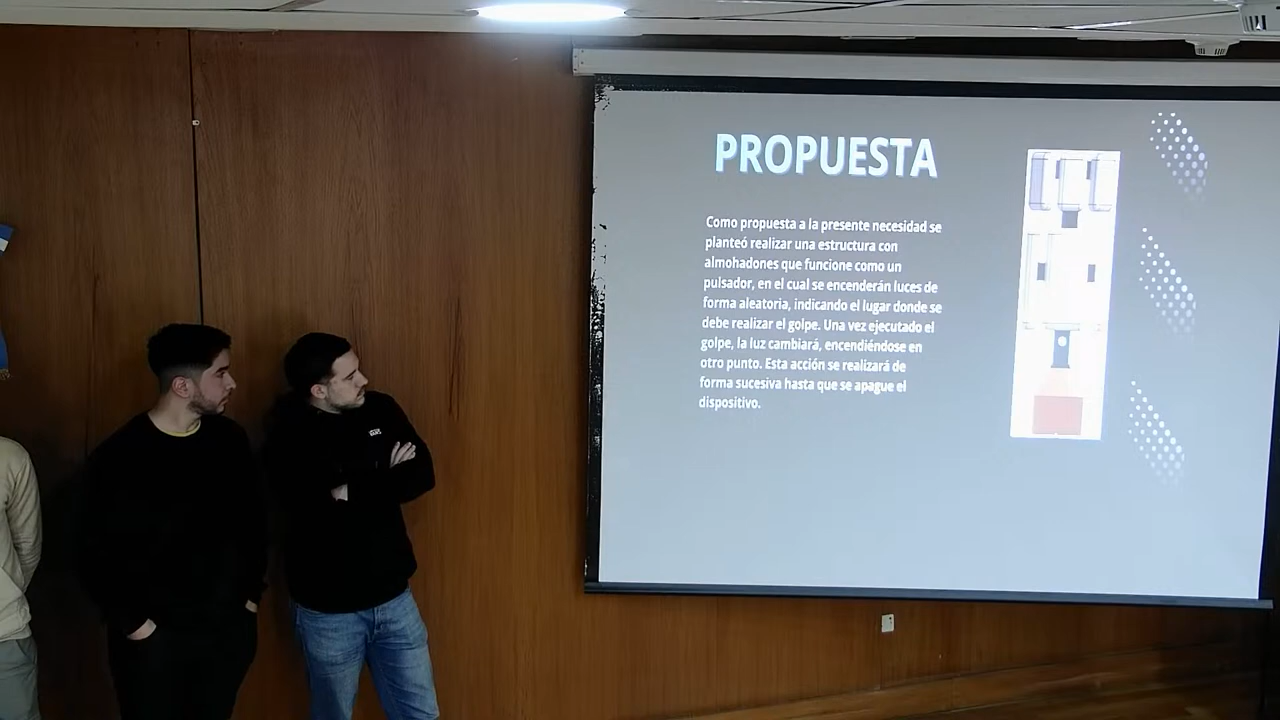 PROPUESTA
Como propuesta a la presente necesidad se
planteó realizar una estructura con
almohadones que funcione como un
pulsador, en el cual se encenderán luces de
forma aleatoria, indicando el lugar donde se
debe realizar el golpe. Una vez ejecutado el
golpe, la luz cambiará, encendiéndose en
otro punto. Esta acción se realizará de
forma sucesiva hasta que se apague el
dispositivo.
VANS